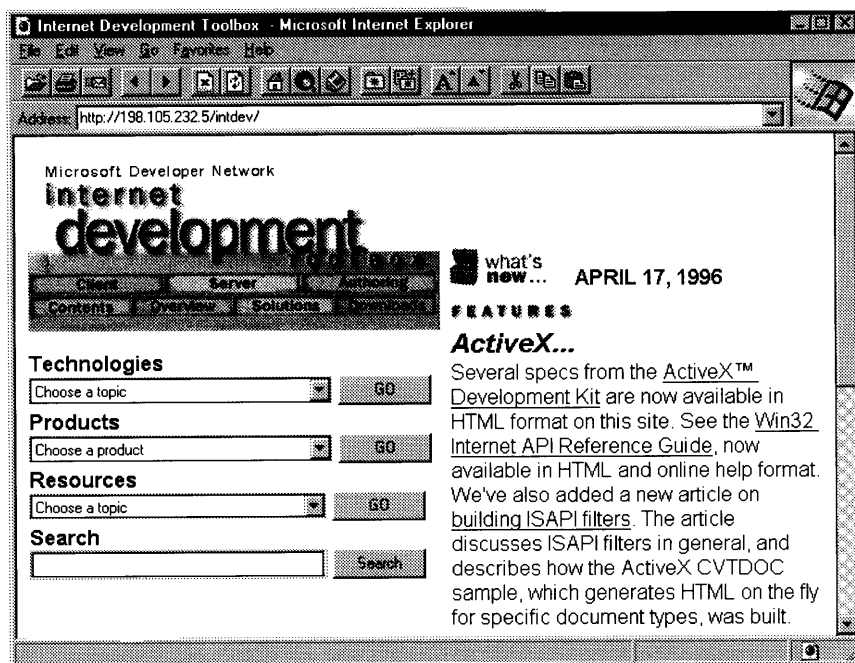 Internet Development Toolbox - Microsoft Internet Explorer
File Edit View Go Favorites Help
Address: http://198.105.232.5/intdev/
Microsoft Developer Network
internet
development
toolbox
Client Server Authoring
Contents Overview Solutions Downloads
Technologies
Choose a topic GO
Products
Choose a product GO
Resources
Choose a topic GO
Search
Search
what's
new... APRIL 17, 1996
FEATURES
ActiveX...
Several specs from the ActiveX™
Development Kit are now available in
HTML format on this site. See the Win32
Internet API Reference Guide, now
available in HTML and online help format.
We've also added a new article on
building ISAPI filters. The article
discusses ISAPI filters in general, and
describes how the ActiveX CVTDOC
sample, which generates HTML on the fly
for specific document types, was built.